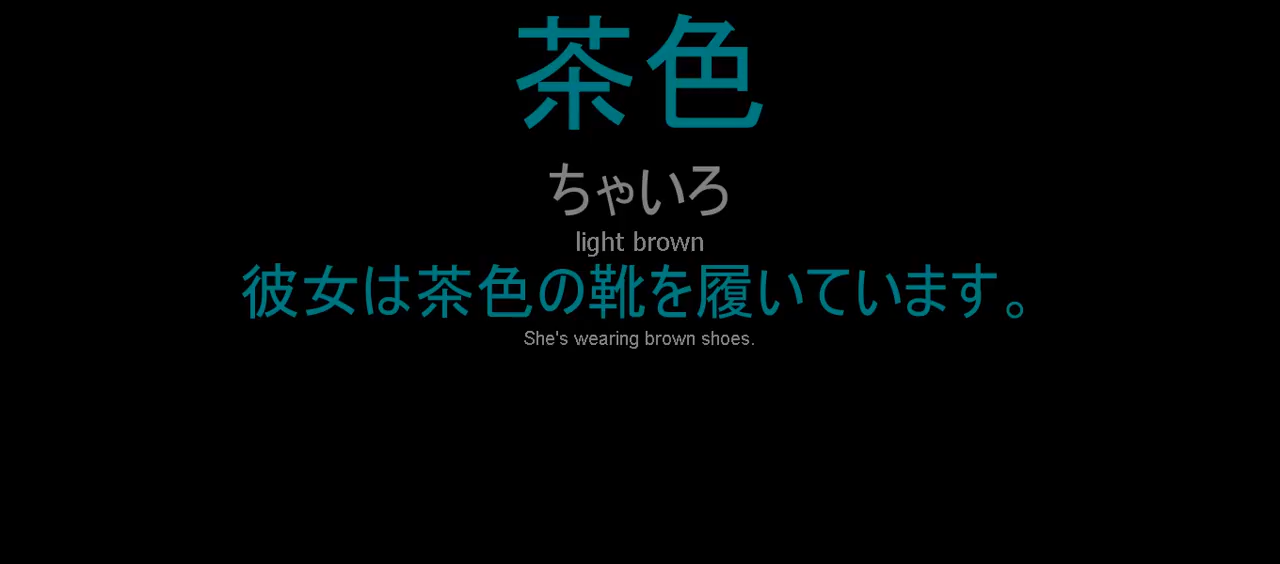 茶色
ちゃいろ
light brown
彼女は茶色の靴を履いています。
She's wearing brown shoes.